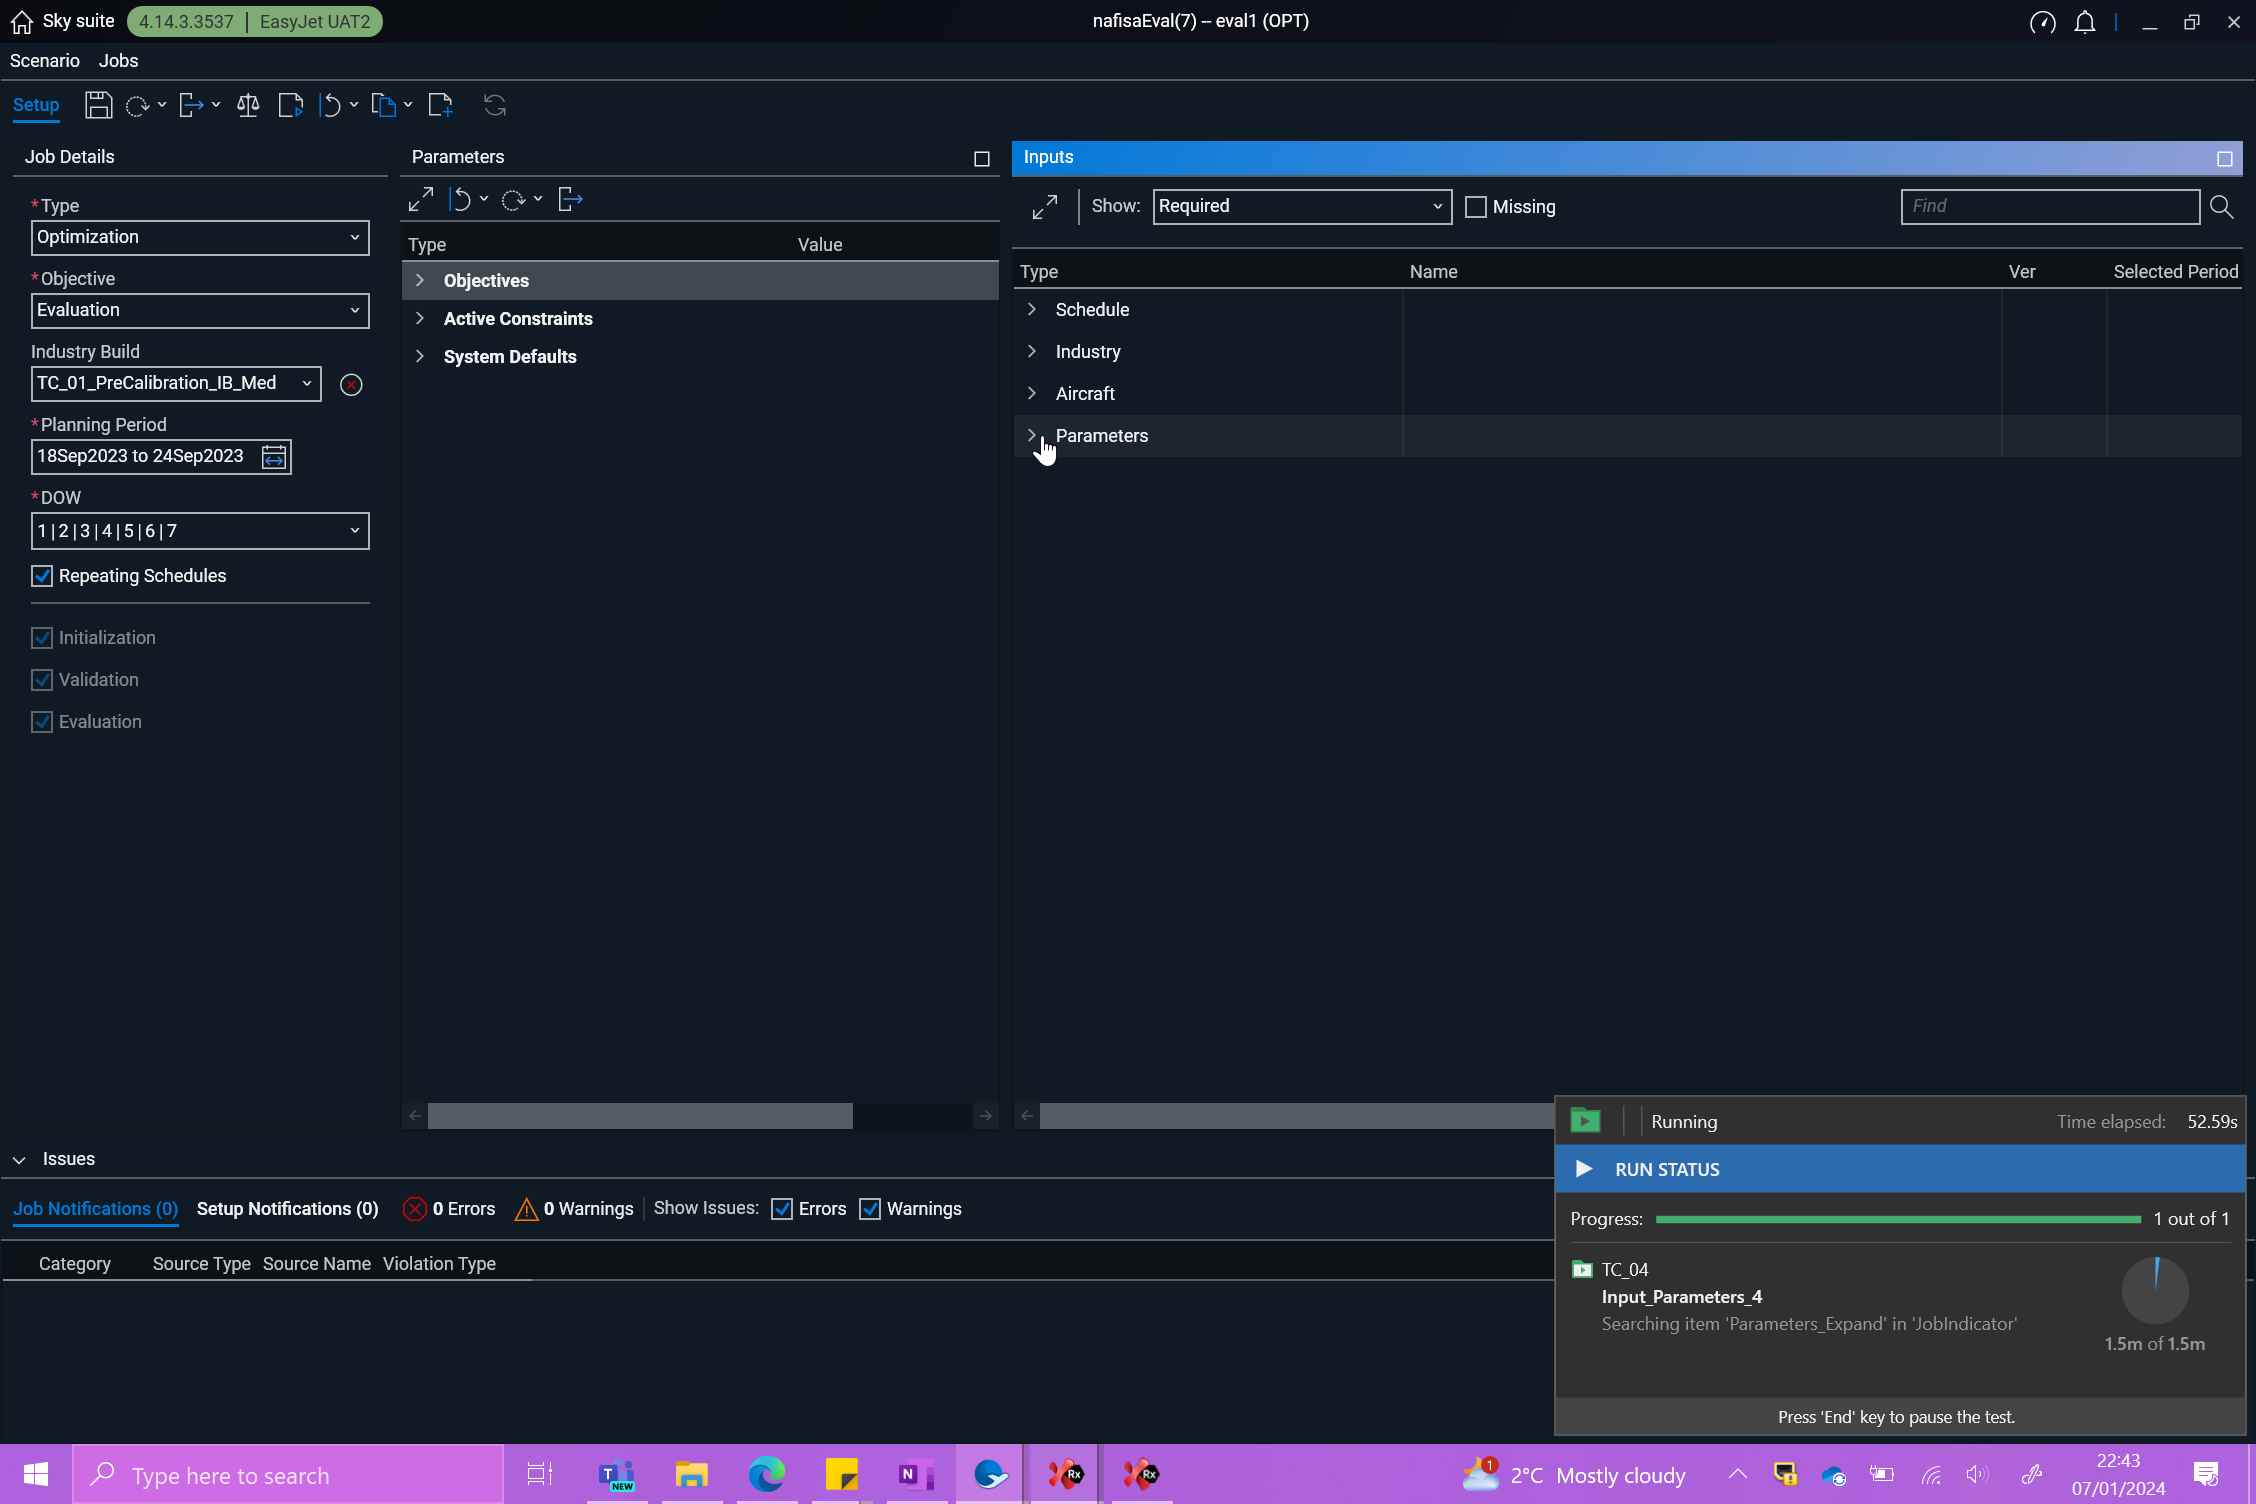 Sky suite 4.14.3.3537 | EasyJet UAT2 nafisaEval(7) -- eval1 (OPT)
Scenario Jobs
Setup
Job Details
*Type
Optimization
*Objective
Evaluation
Industry Build
TC_01_PreCalibration_IB_Med
*Planning Period
18Sep2023 to 24Sep2023
*DOW
1|2|3|4|5|6|7
Repeating Schedules
Initialization
Validation
Evaluation
Parameters
Type Value
Objectives
Active Constraints
System Defaults
Inputs
Show: Required Missing Find
Type Name Ver Selected Period
Schedule
Industry
Aircraft
Parameters
Issues
Job Notifications (0) Setup Notifications (0) 0 Errors 0 Warnings Show Issues: Errors Warnings
Category Source Type Source Name Violation Type
Running Time elapsed: 52.59s
RUN STATUS
Progress: 1 out of 1
TC_04
Input_Parameters_4
Searching item 'Parameters_Expand' in 'JobIndicator'
1.5m of 1.5m
Press 'End' key to pause the test.
Type here to search
T
NEW
N
Rx
Rx
1
2°C Mostly cloudy
22:43
07/01/2024